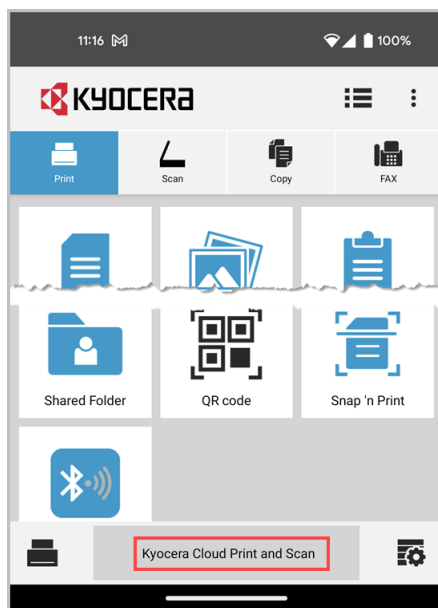 11:16 100%
KYOCERA
Print Scan Copy FAX
Shared Folder QR code Snap 'n Print
Kyocera Cloud Print and Scan